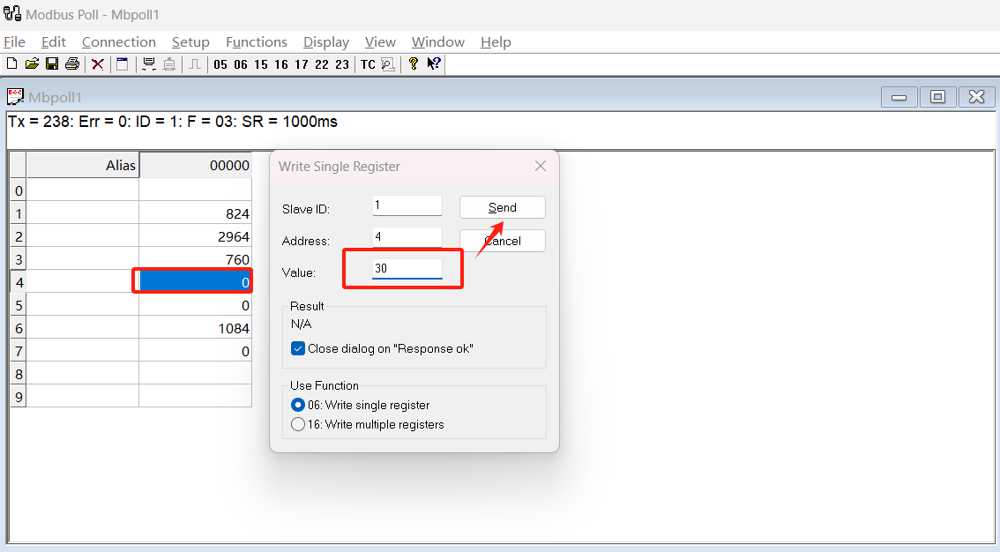 Modbus Poll - Mbpoll1
File Edit Connection Setup Functions Display View Window Help
05 06 15 16 17 22 23 TC
Mbpoll1
Tx = 238: Err = 0: ID = 1: F = 03: SR = 1000ms
Alias 00000
0
1 824
2 2964
3 760
4 0
5 0
6 1084
7 0
8
9
Write Single Register
Slave ID: 1 Send
Address: 4 Cancel
Value: 30
Result
N/A
Close dialog on "Response ok"
Use Function
06: Write single register
16: Write multiple registers